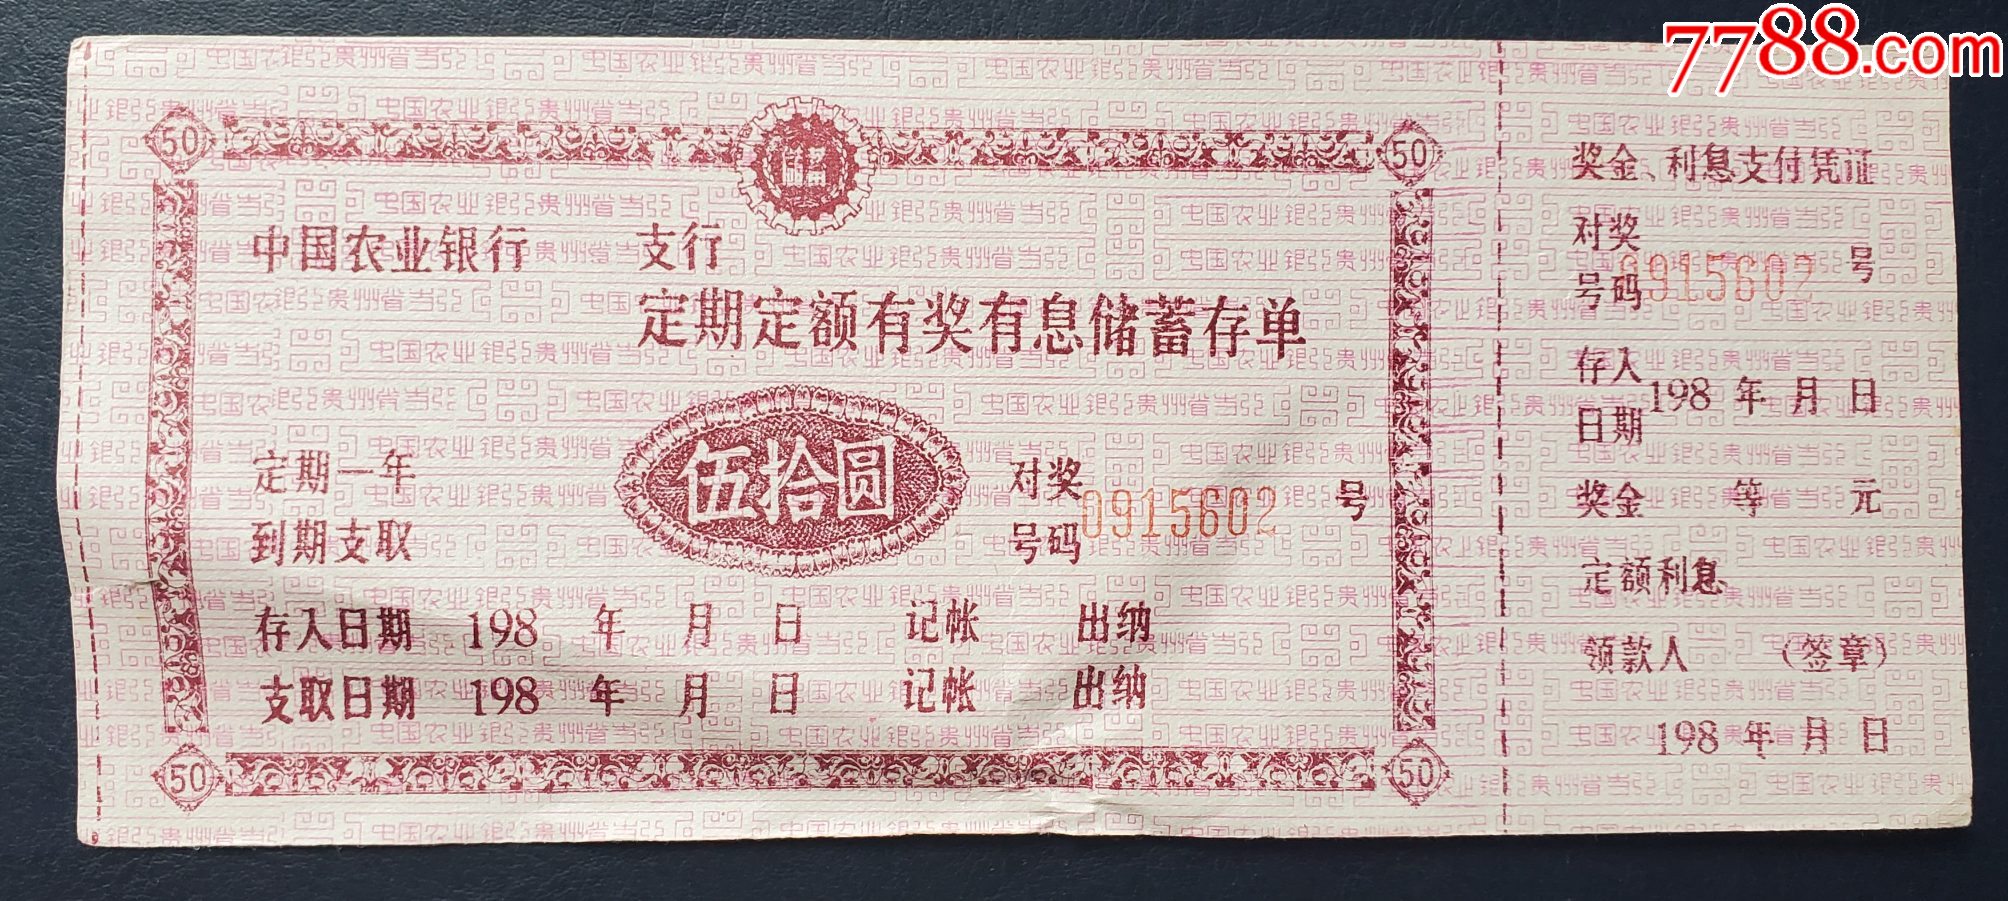 7788.com
50
50
中国农业银行 支行
定期定额有奖有息储蓄存单
定期一年
到期支取
伍拾圆
对奖
号码 0915602 号
存入日期 198 年 月 日 记帐 出纳
支取日期 198 年 月 日 记帐 出纳
50
50
奖金、利息支付凭证
对奖
号码 0915602 号
存入
日期 198 年 月 日
奖金 等 元
定额利息
领款人 （签章）
198 年 月 日